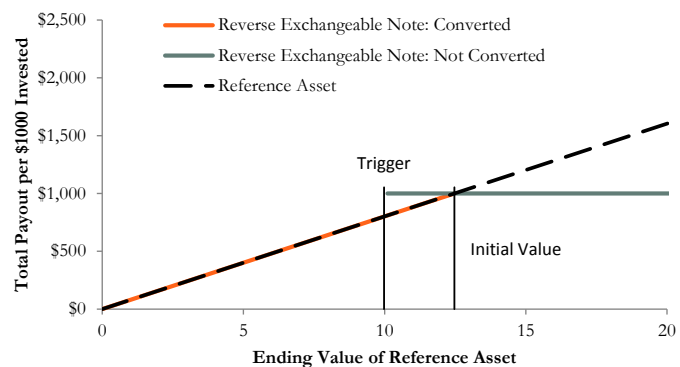 Total Payout per $1000 Invested
$2,500
$2,000
$1,500
$1,000
$500
$0
Reverse Exchangeable Note: Converted
Reverse Exchangeable Note: Not Converted
Reference Asset
Trigger
Initial Value
0
5
10
15
20
Ending Value of Reference Asset